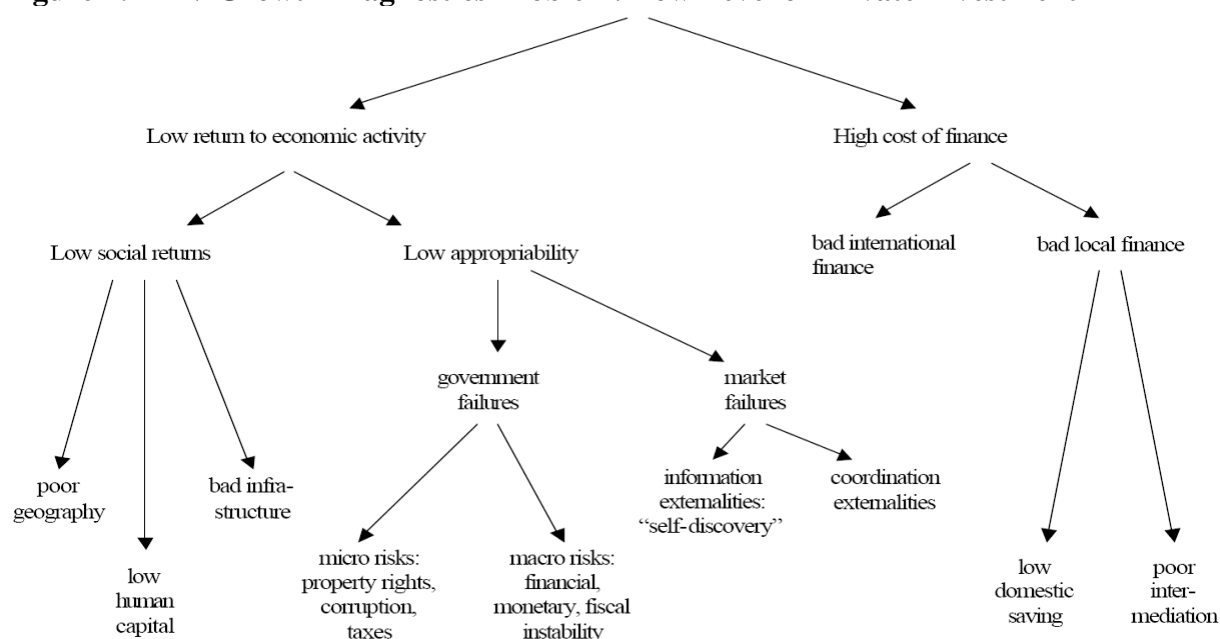 Low return to economic activity
High cost of finance
Low social returns
Low appropriability
bad international
finance
bad local finance
government
failures
market
failures
poor
geography
bad infra-
structure
information
externalities:
“self-discovery”
coordination
externalities
low
human
capital
micro risks:
property rights,
corruption,
taxes
macro risks:
financial,
monetary, fiscal
instability
low
domestic
saving
poor
inter-
mediation